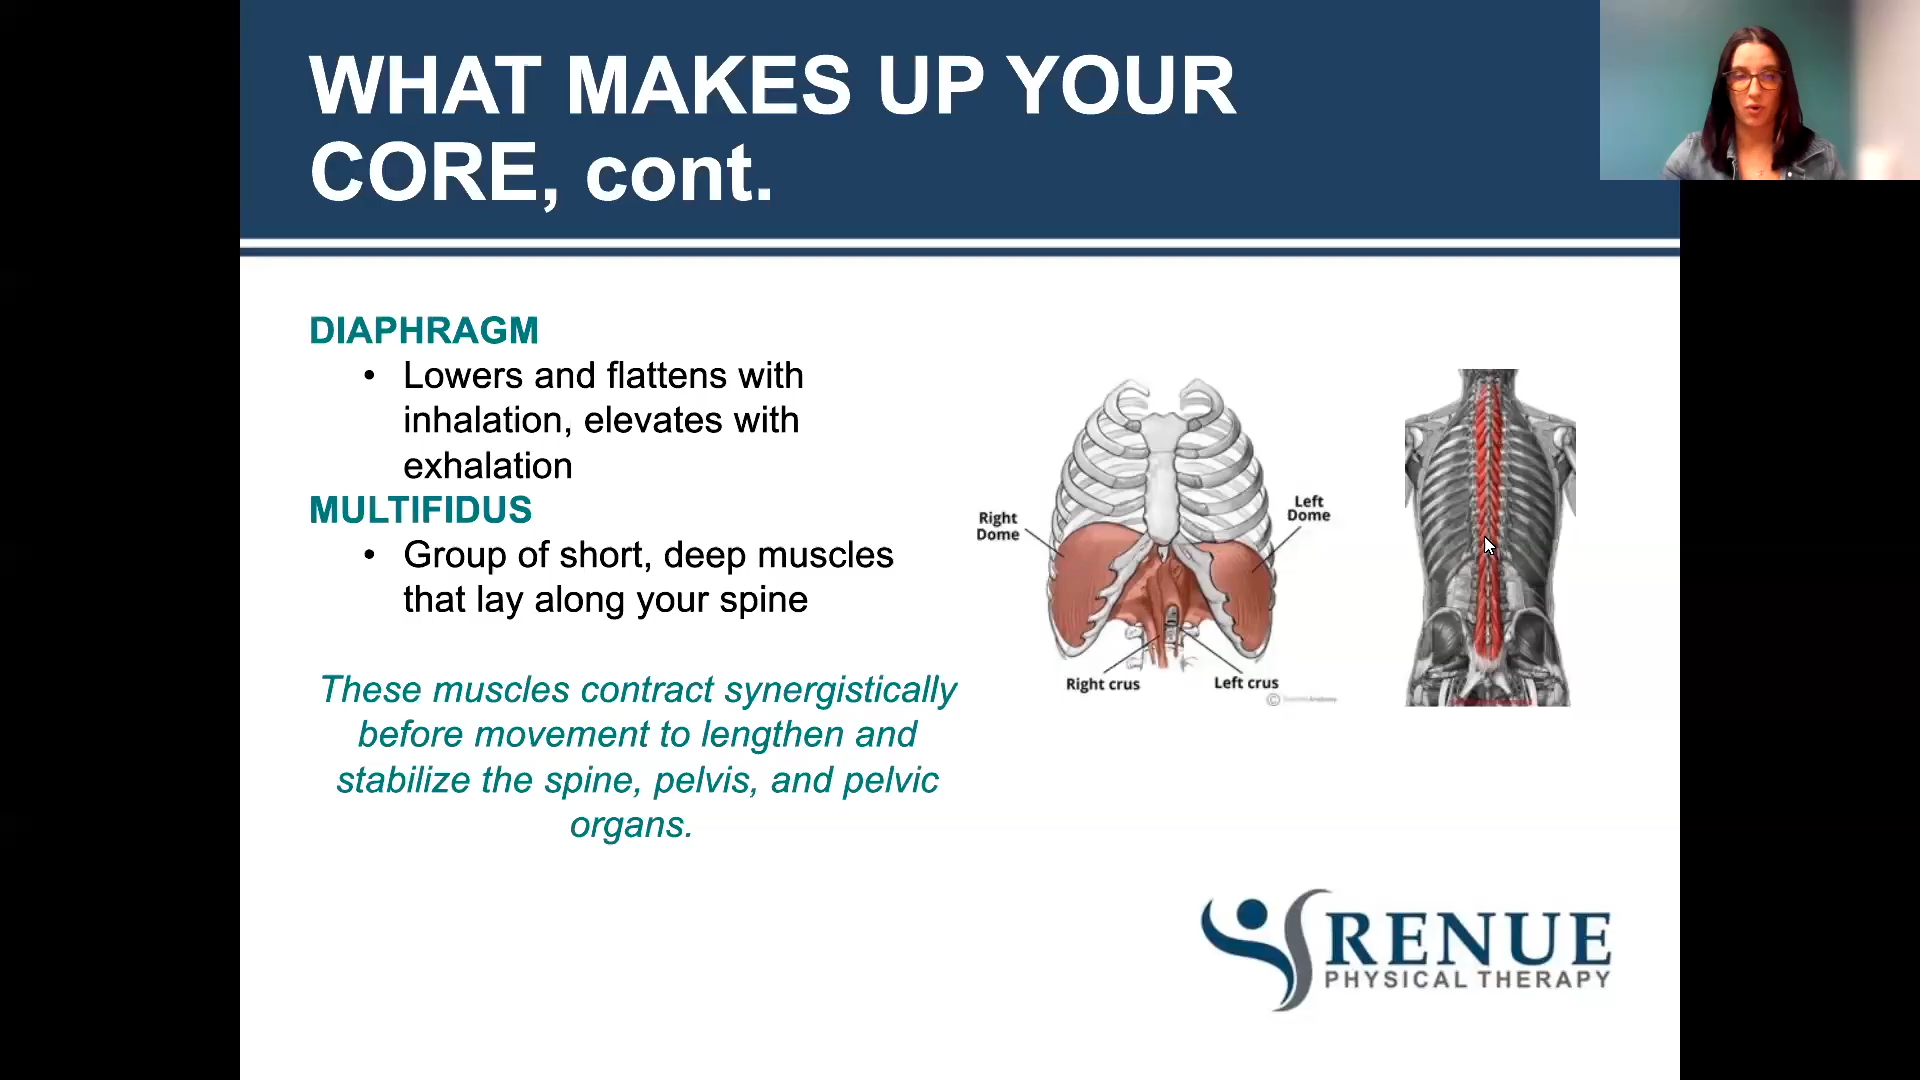 WHAT MAKES UP YOUR
CORE, cont.
DIAPHRAGM
• Lowers and flattens with
inhalation, elevates with
exhalation
MULTIFIDUS
• Group of short, deep muscles
that lay along your spine
These muscles contract synergistically
before movement to lengthen and
stabilize the spine, pelvis, and pelvic
organs.
Right
Dome
Left
Dome
Right crus
Left crus
RENUE
PHYSICAL THERAPY